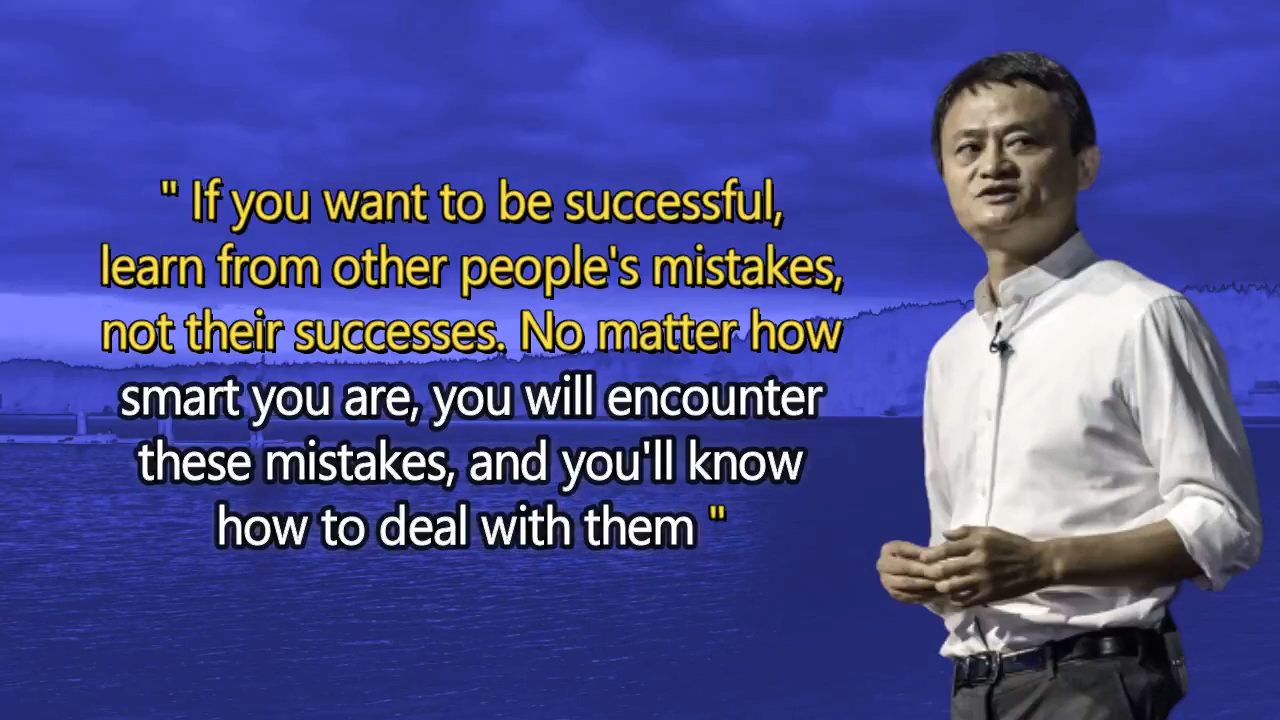 " If you want to be successful,
learn from other people's mistakes,
not their successes. No matter how
smart you are, you will encounter
these mistakes, and you'll know
how to deal with them "